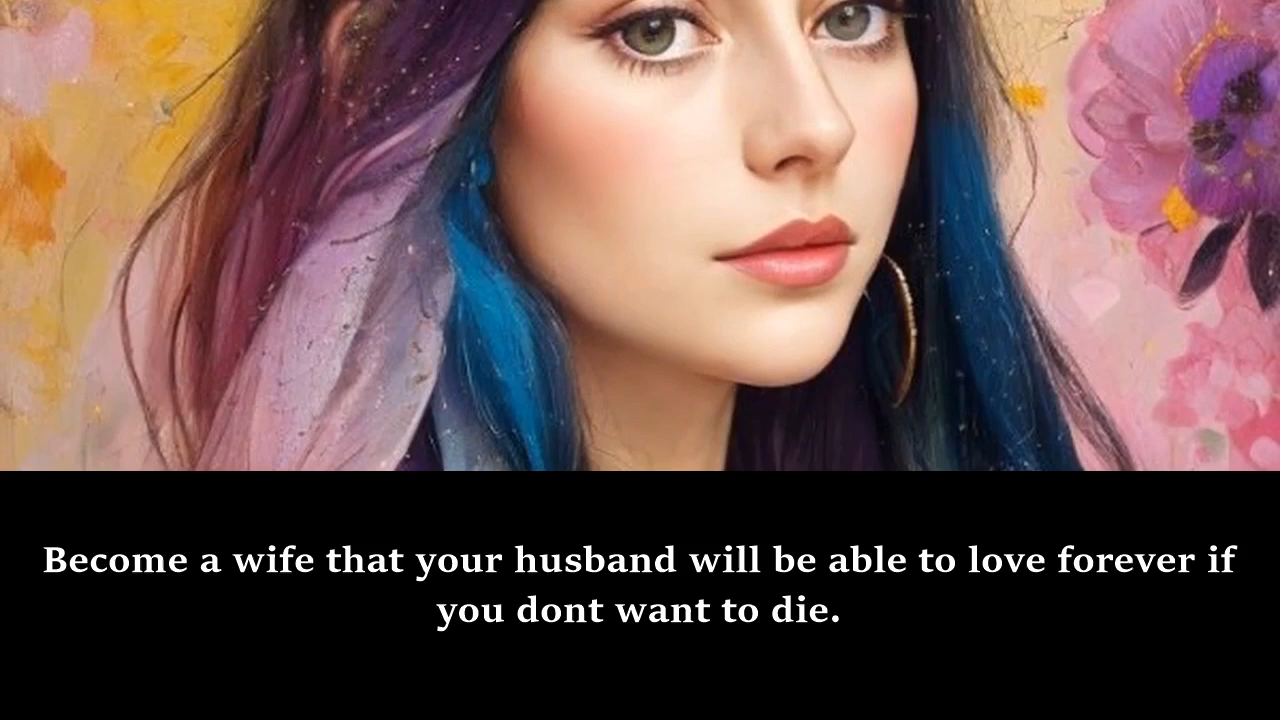 Become a wife that your husband will be able to love forever if
you dont want to die.